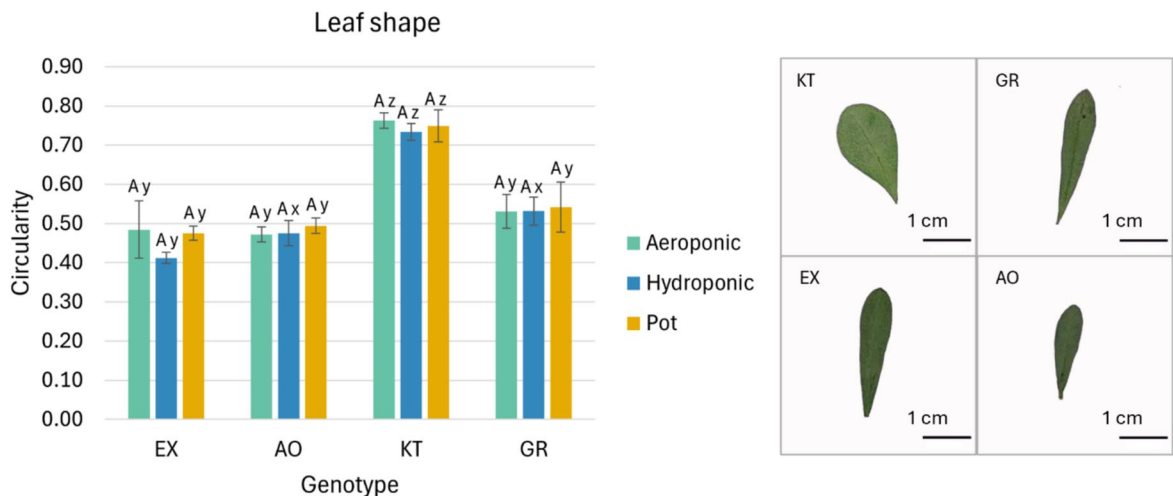 Leaf shape
Circularity
0.90
0.80
0.70
0.60
0.50
0.40
0.30
0.20
0.10
0.00
A y
A y
A y
A y
A x
A y
A z
A z
A z
A y
A x
A y
EX
AO
KT
GR
Genotype
Aeroponic
Hydroponic
Pot
KT
1 cm
GR
1 cm
EX
1 cm
AO
1 cm